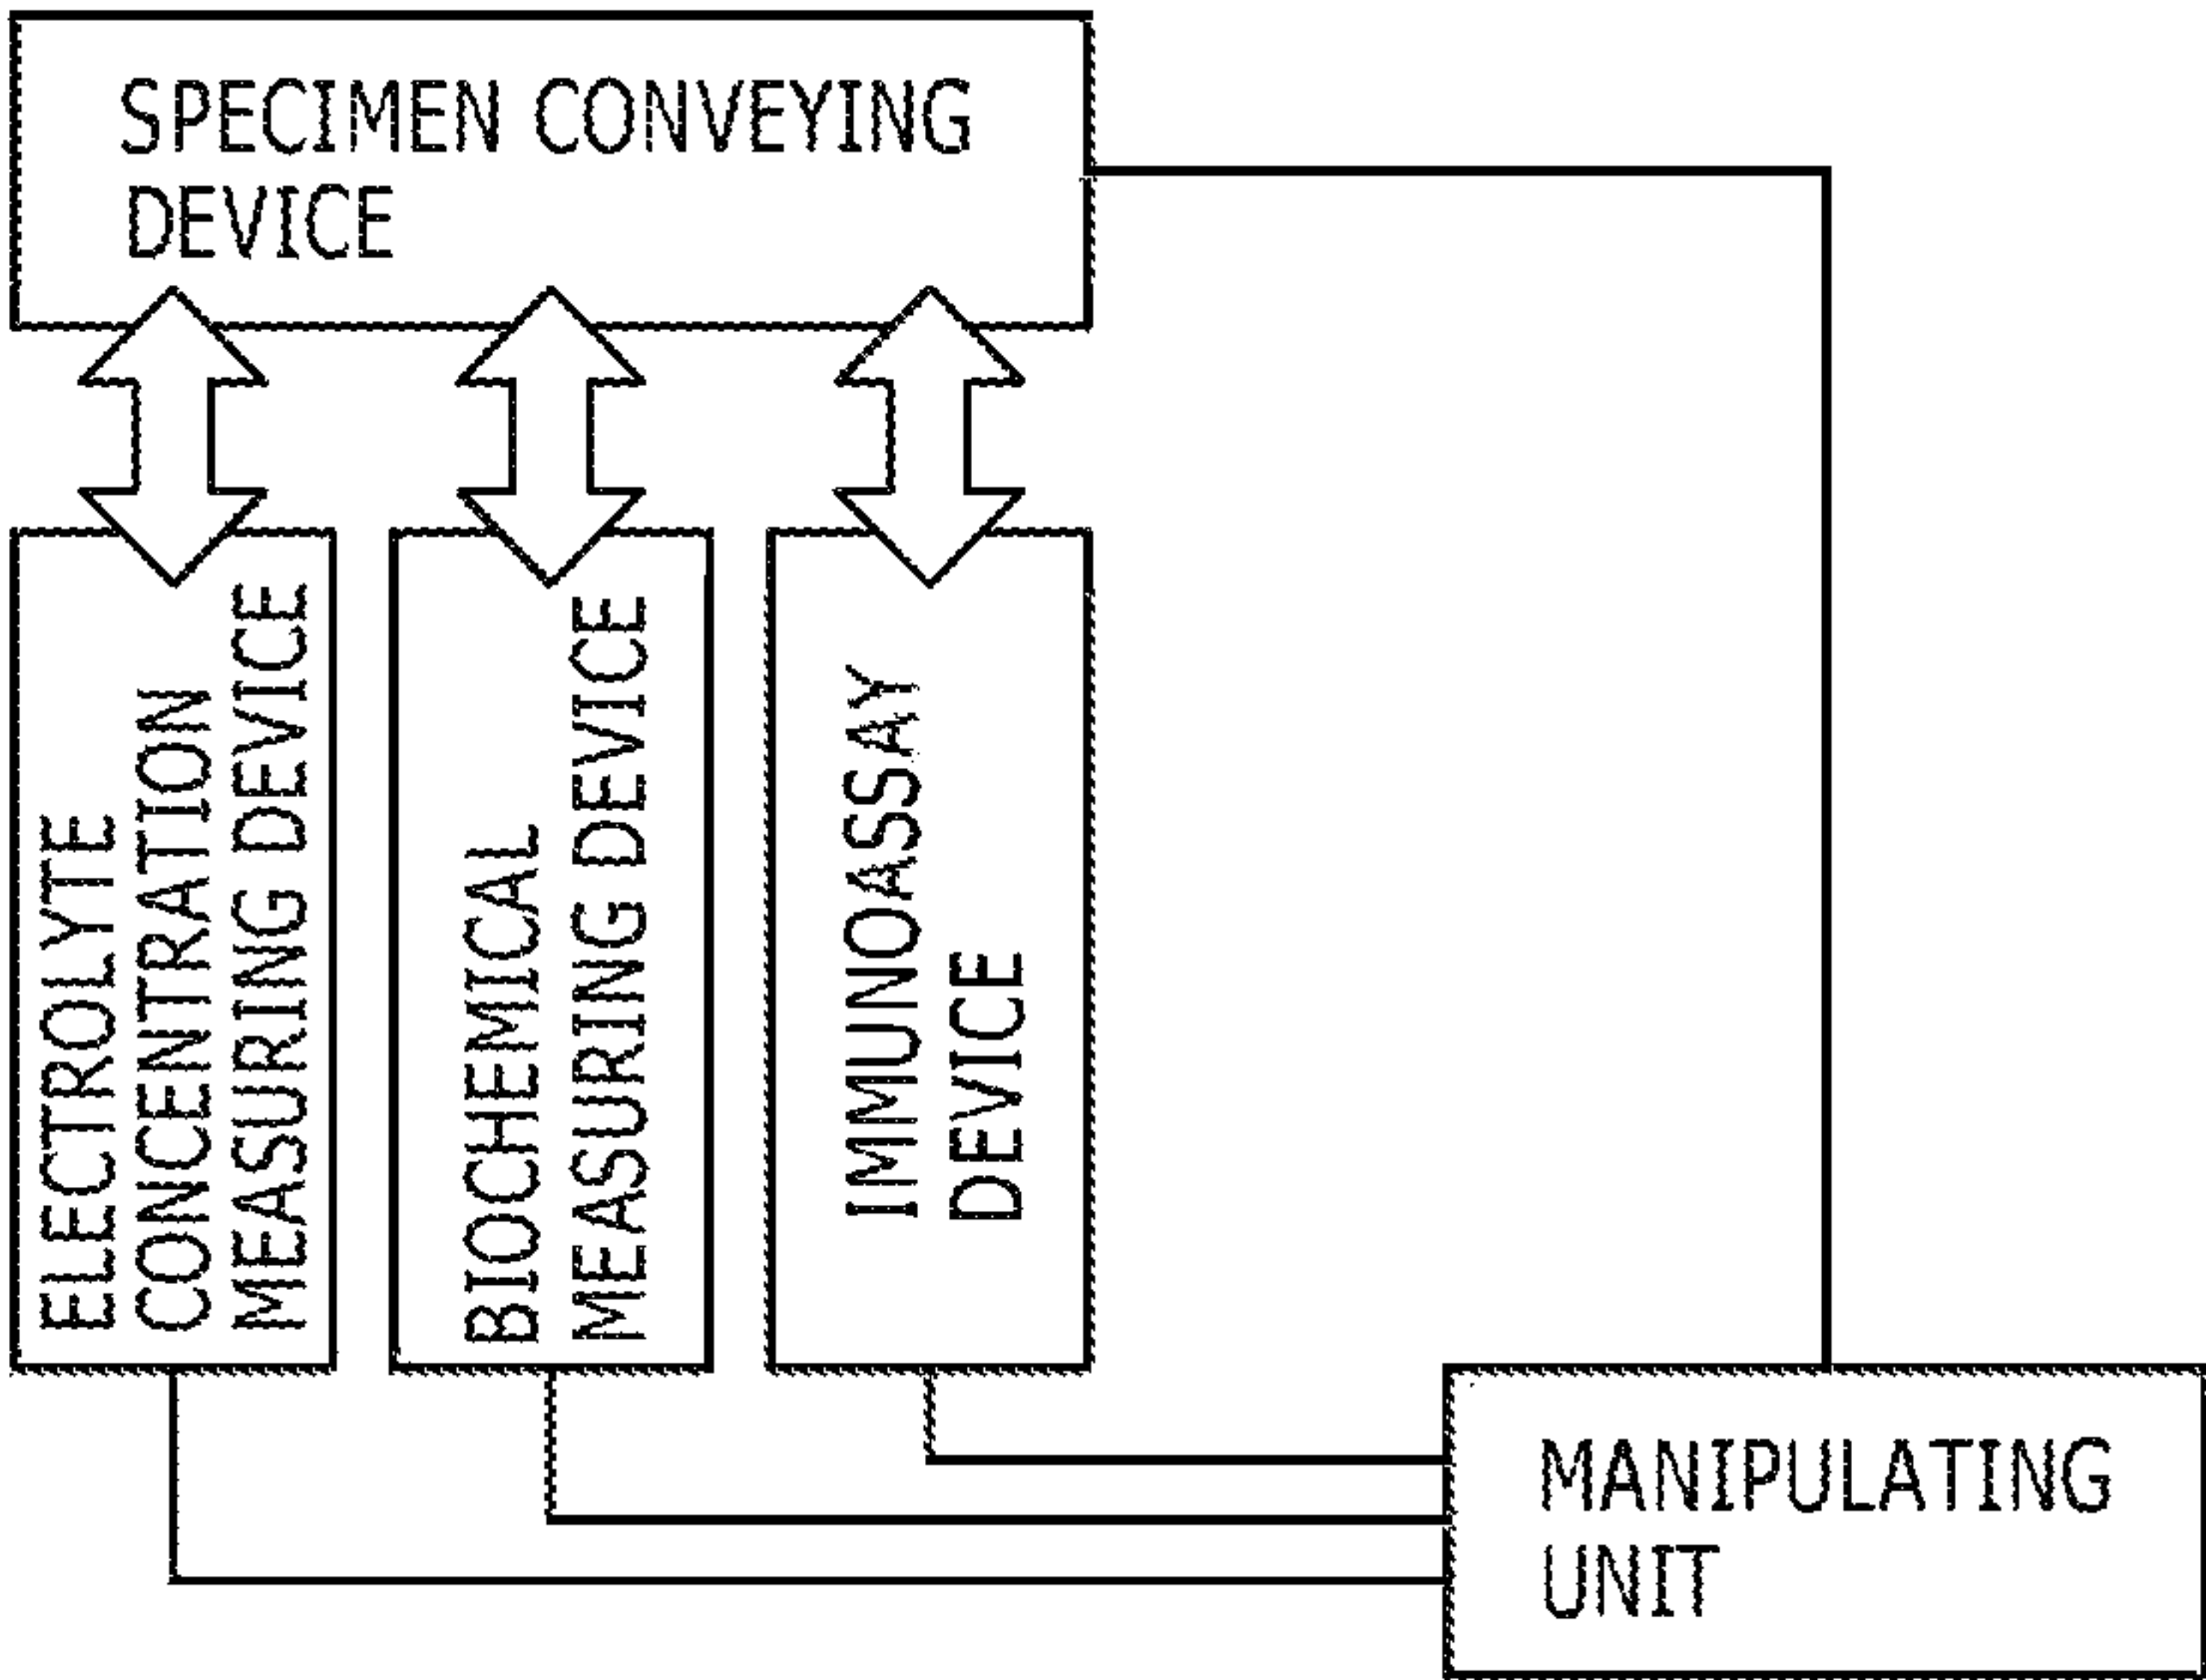 SPECIMEN CONVEYING
DEVICE
ELECTROLYTE
CONCENTRATION
MEASURING DEVICE
BIOCHEMICAL
MEASURING DEVICE
IMMUNOASSAY
DEVICE
MANIPULATING
UNIT